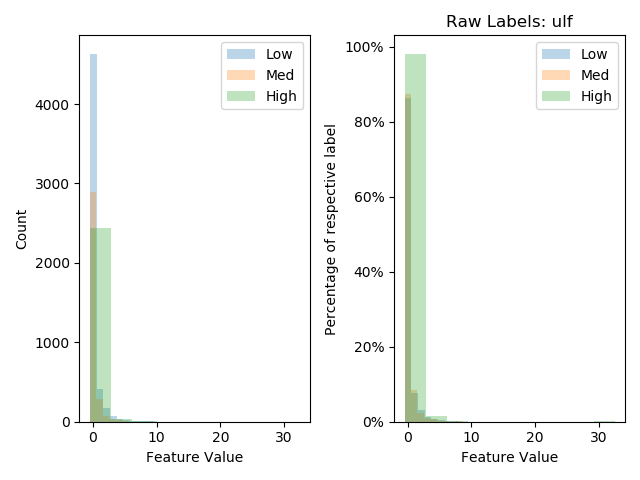 Raw Labels: ulf
Low
Med
High
4000
3000
2000
1000
0
Count
0
10
20
30
Feature Value
Low
Med
High
100%
80%
60%
40%
20%
0%
Percentage of respective label
0
10
20
30
Feature Value